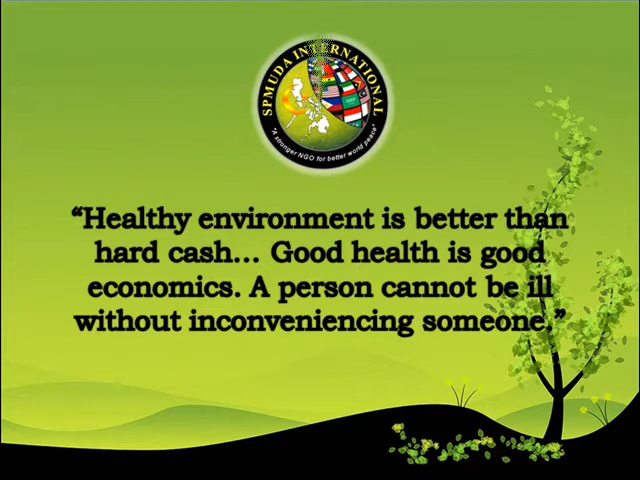 SPMUDA INTERNATIONAL
"A stronger NGO for better world peace"
“Healthy environment is better than
hard cash... Good health is good
economics. A person cannot be ill
without inconveniencing someone.”